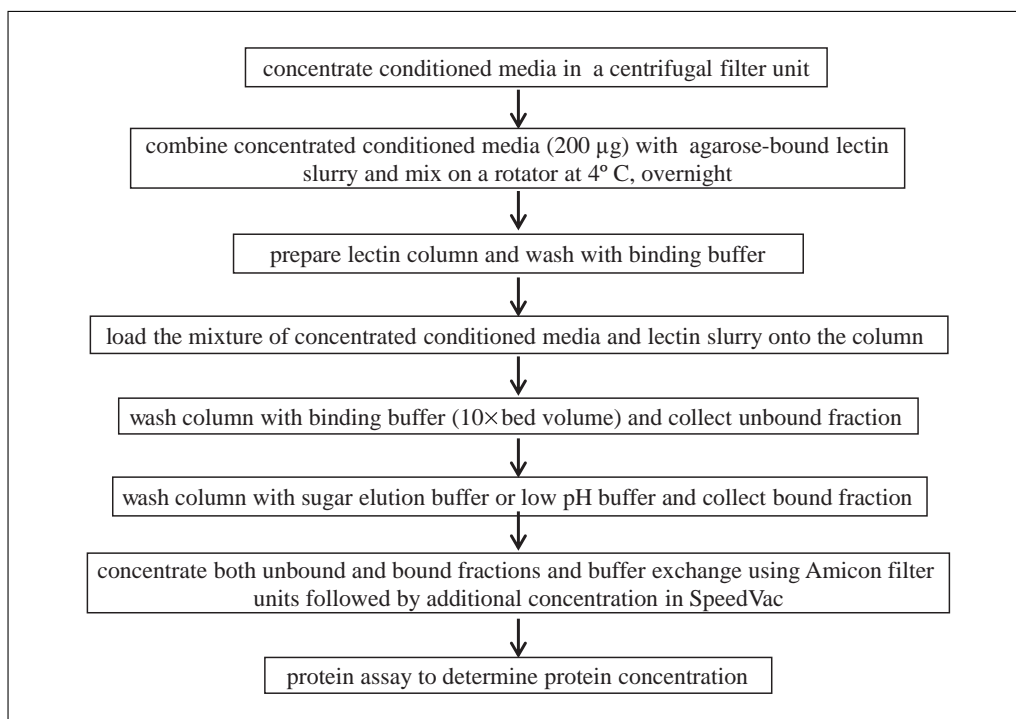 concentrate conditioned media in a centrifugal filter unit
combine concentrated conditioned media (200 µg) with agarose-bound lectin
slurry and mix on a rotator at 4º C, overnight
prepare lectin column and wash with binding buffer
load the mixture of concentrated conditioned media and lectin slurry onto the column
wash column with binding buffer (10× bed volume) and collect unbound fraction
wash column with sugar elution buffer or low pH buffer and collect bound fraction
concentrate both unbound and bound fractions and buffer exchange using Amicon filter
units followed by additional concentration in SpeedVac
protein assay to determine protein concentration